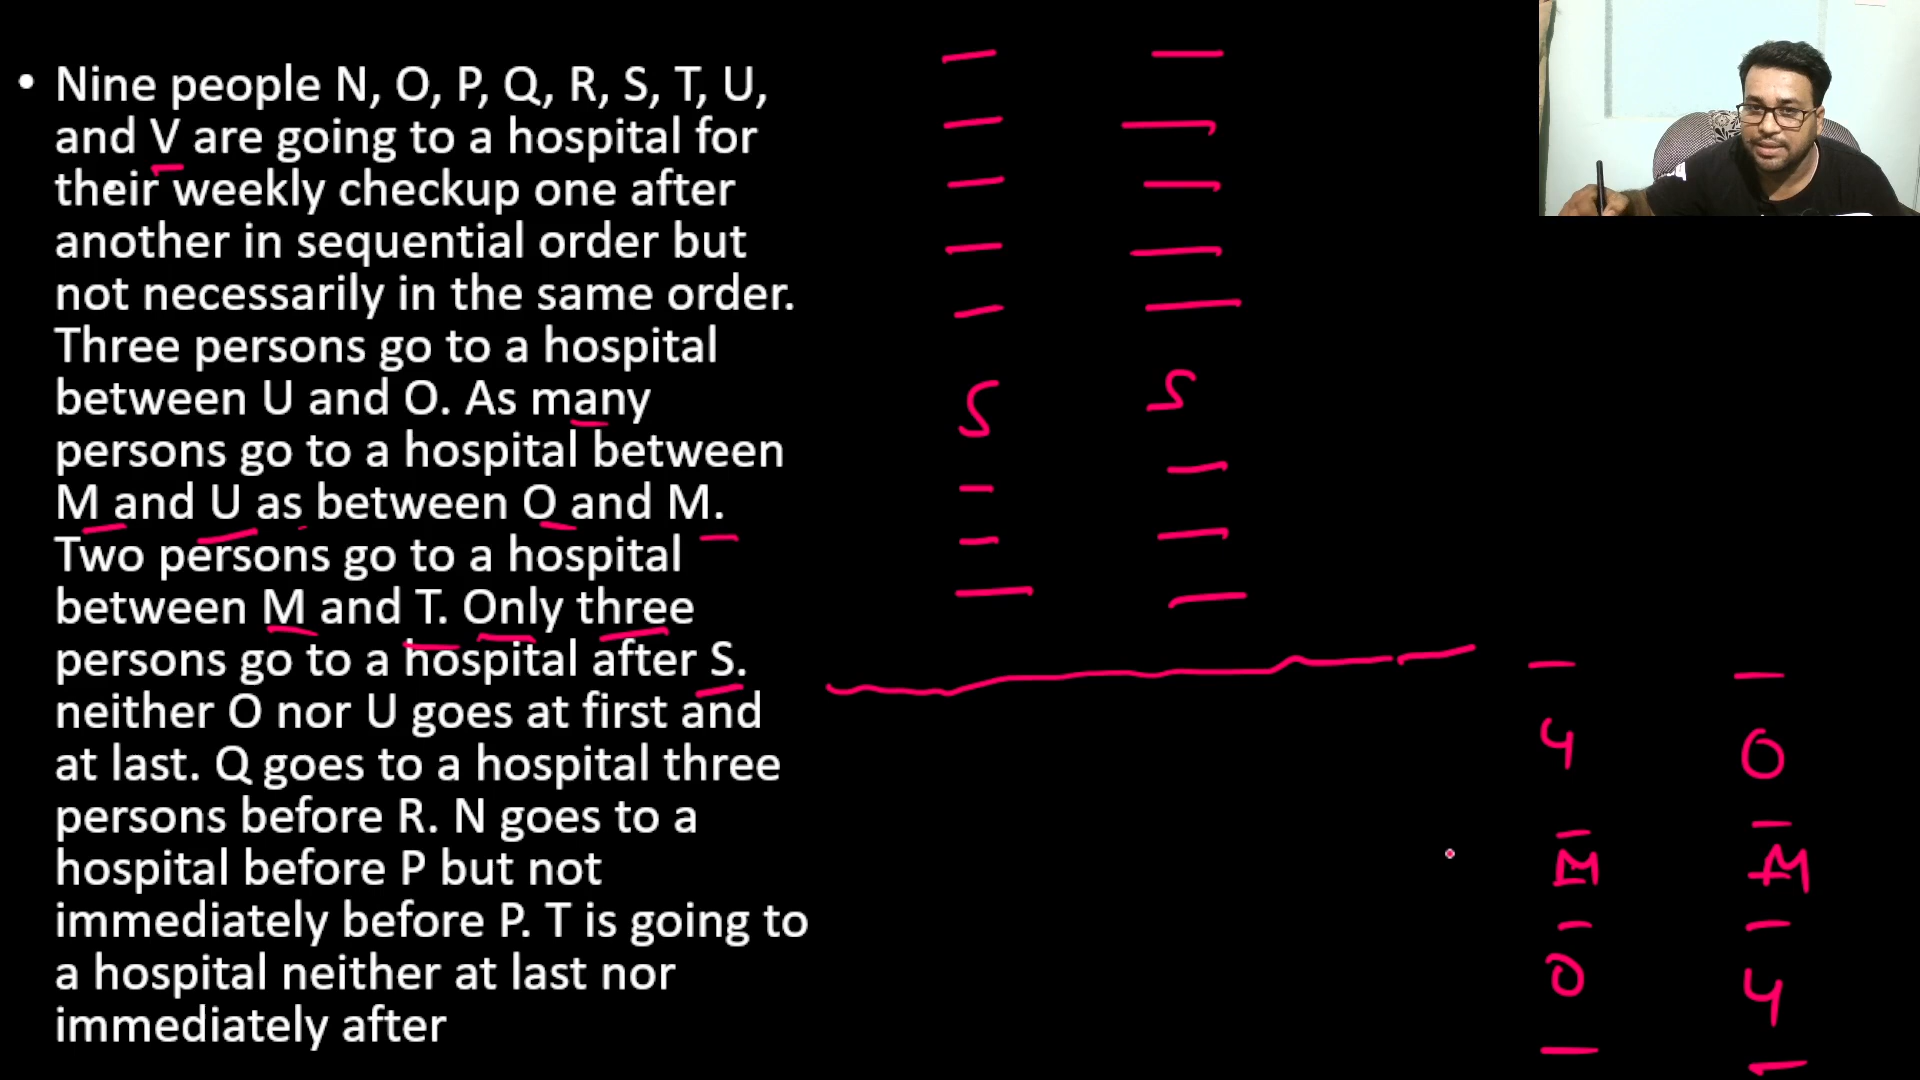 • Nine people N, O, P, Q, R, S, T, U,
and V are going to a hospital for
their weekly checkup one after
another in sequential order but
not necessarily in the same order.
Three persons go to a hospital
between U and O. As many
persons go to a hospital between
M and U as between O and M.
Two persons go to a hospital
between M and T. Only three
persons go to a hospital after S.
neither O nor U goes at first and
at last. Q goes to a hospital three
persons before R. N goes to a
hospital before P but not
immediately before P. T is going to
a hospital neither at last nor
immediately after
S S
U O
M M
O U